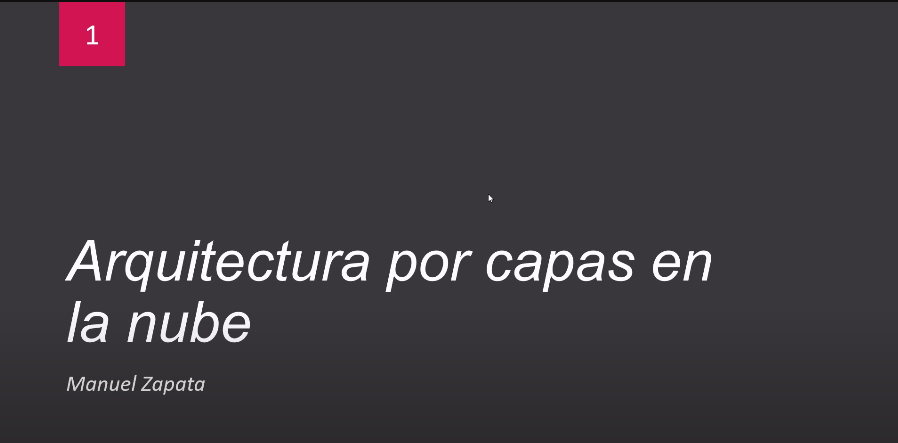 1
Arquitectura por capas en
la nube
Manuel Zapata